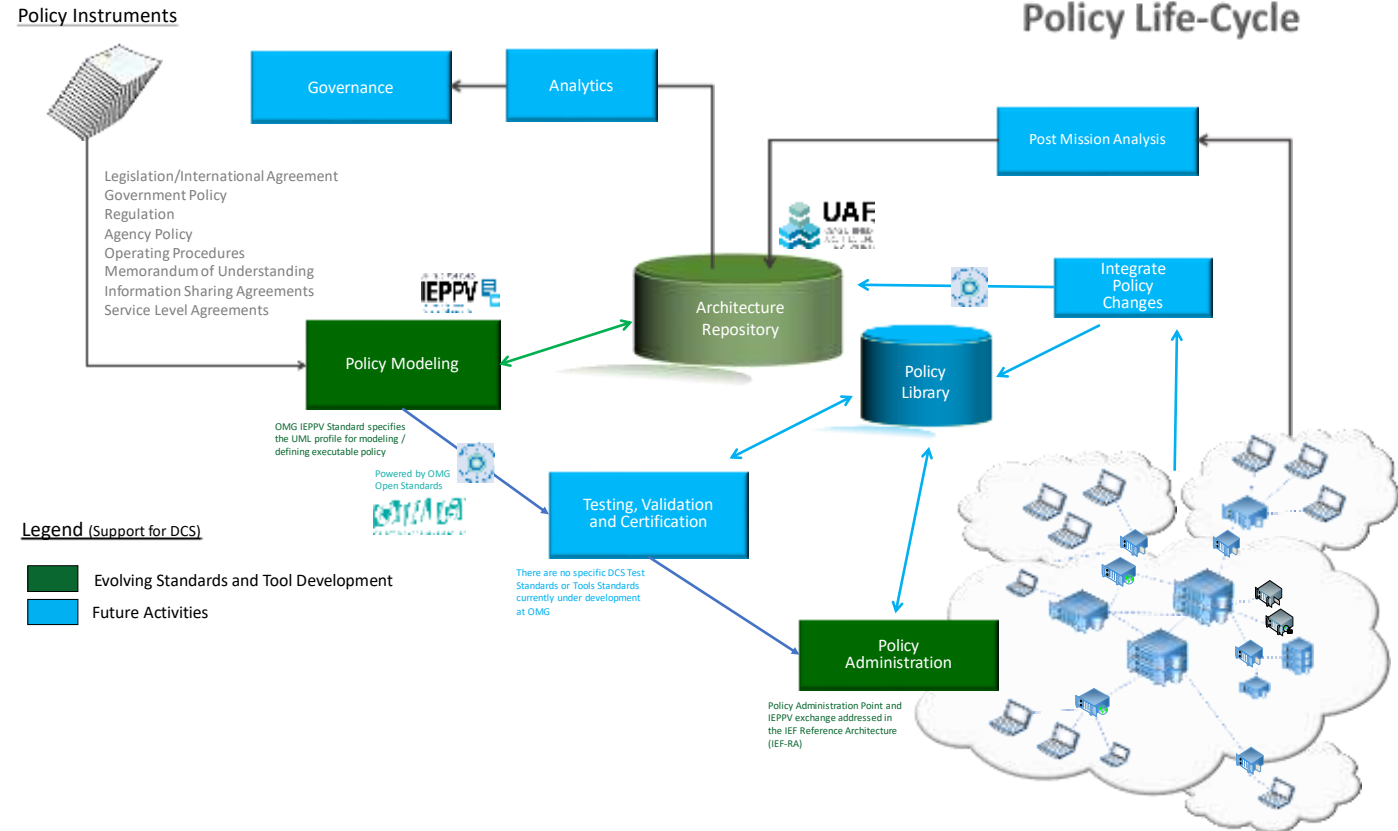 Policy Instruments
Policy Life-Cycle
Governance
Analytics
Post Mission Analysis
Legislation/International Agreement
Government Policy
Regulation
Agency Policy
Operating Procedures
Memorandum of Understanding
Information Sharing Agreements
Service Level Agreements
UAF
IEPPV
Integrate
Policy
Changes
Architecture
Repository
Policy Modeling
Policy
Library
OMG IEPPV Standard specifies
the UML profile for modeling /
defining executable policy
Powered by OMG
Open Standards
Testing, Validation
and Certification
Legend (Support for DCS)
Evolving Standards and Tool Development
Future Activities
There are no specific DCS Test
Standards or Tools Standards
currently under development
at OMG
Policy
Administration
Policy Administration Point and
IEPPV exchange addressed in
the IEF Reference Architecture
(IEF-RA)